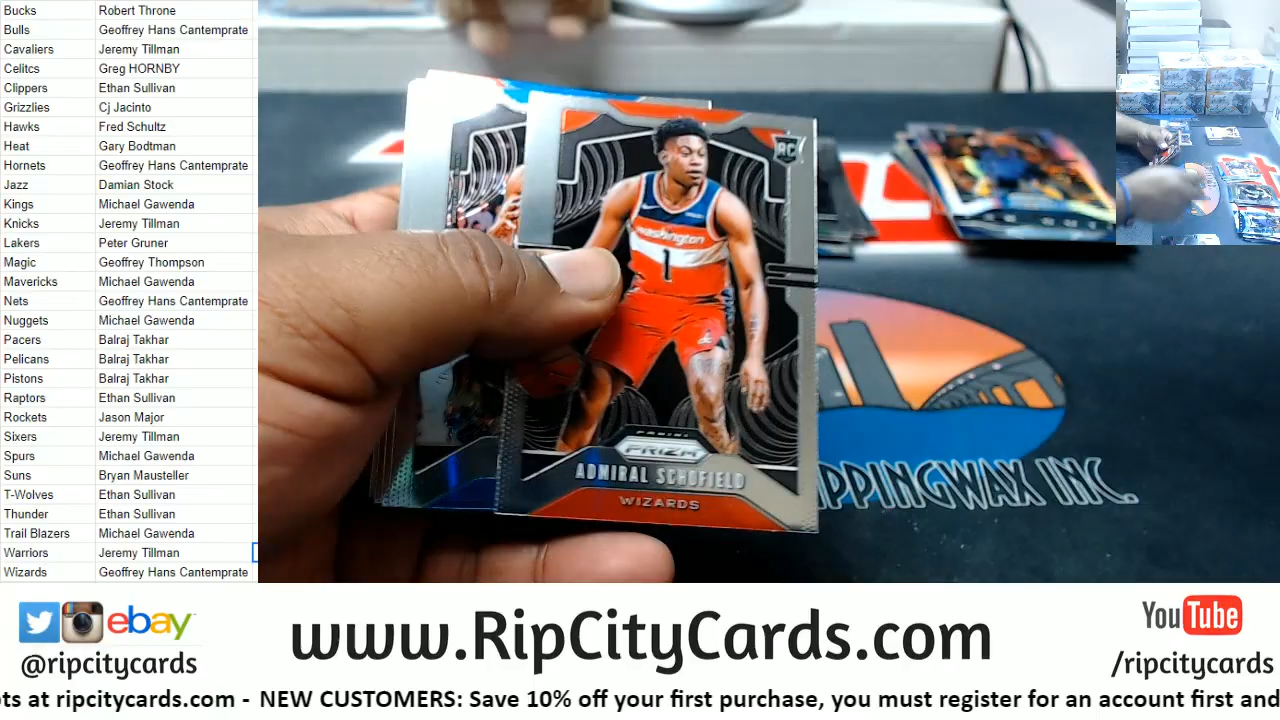 Bucks Robert Throne
Bulls Geoffrey Hans Cantemprate
Cavaliers Jeremy Tillman
Celitcs Greg HORNBY
Clippers Ethan Sullivan
Grizzlies Cj Jacinto
Hawks Fred Schultz
Heat Gary Bodtman
Hornets Geoffrey Hans Cantemprate
Jazz Damian Stock
Kings Michael Gawenda
Knicks Jeremy Tillman
Lakers Peter Gruner
Magic Geoffrey Thompson
Mavericks Michael Gawenda
Nets Geoffrey Hans Cantemprate
Nuggets Michael Gawenda
Pacers Balraj Takhar
Pelicans Balraj Takhar
Pistons Balraj Takhar
Raptors Ethan Sullivan
Rockets Jason Major
Sixers Jeremy Tillman
Spurs Michael Gawenda
Suns Bryan Mausteller
T-Wolves Ethan Sullivan
Thunder Ethan Sullivan
Trail Blazers Michael Gawenda
Warriors Jeremy Tillman
Wizards Geoffrey Hans Cantemprate
RC
washington
1
PANINI
PRIZM
ADMIRAL SCHOFIELD
WIZARDS
IPPINGWAX INC.
ebay
@ripcitycards
www.RipCityCards.com
YouTube
/ripcitycards
ots at ripcitycards.com - NEW CUSTOMERS: Save 10% off your first purchase, you must register for an account first and